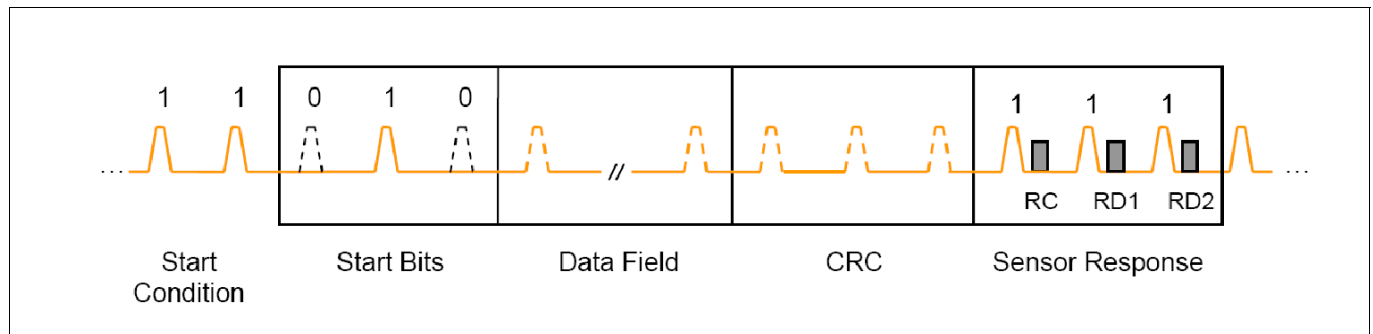 1 1 0 1 0 1 1 1
... // ...
RC RD1 RD2
Start Condition Start Bits Data Field CRC Sensor Response